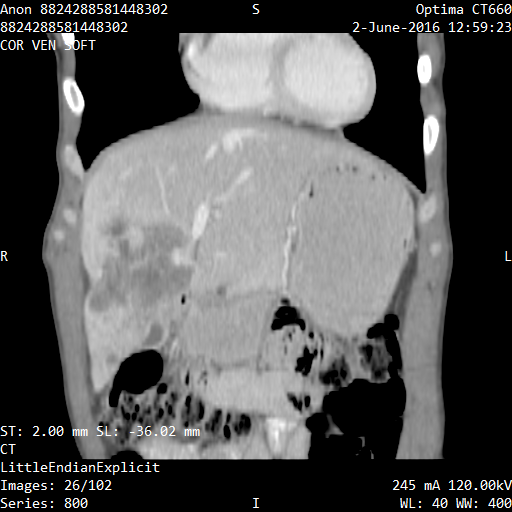 Anon 8824288581448302
S
Optima CT660
8824288581448302
2-June-2016 12:59:23
COR VEN SOFT
R
L
ST: 2.00 mm SL: -36.02 mm
CT
LittleEndianExplicit
Images: 26/102
245 mA 120.00kV
Series: 800
I
WL: 40 WW: 400